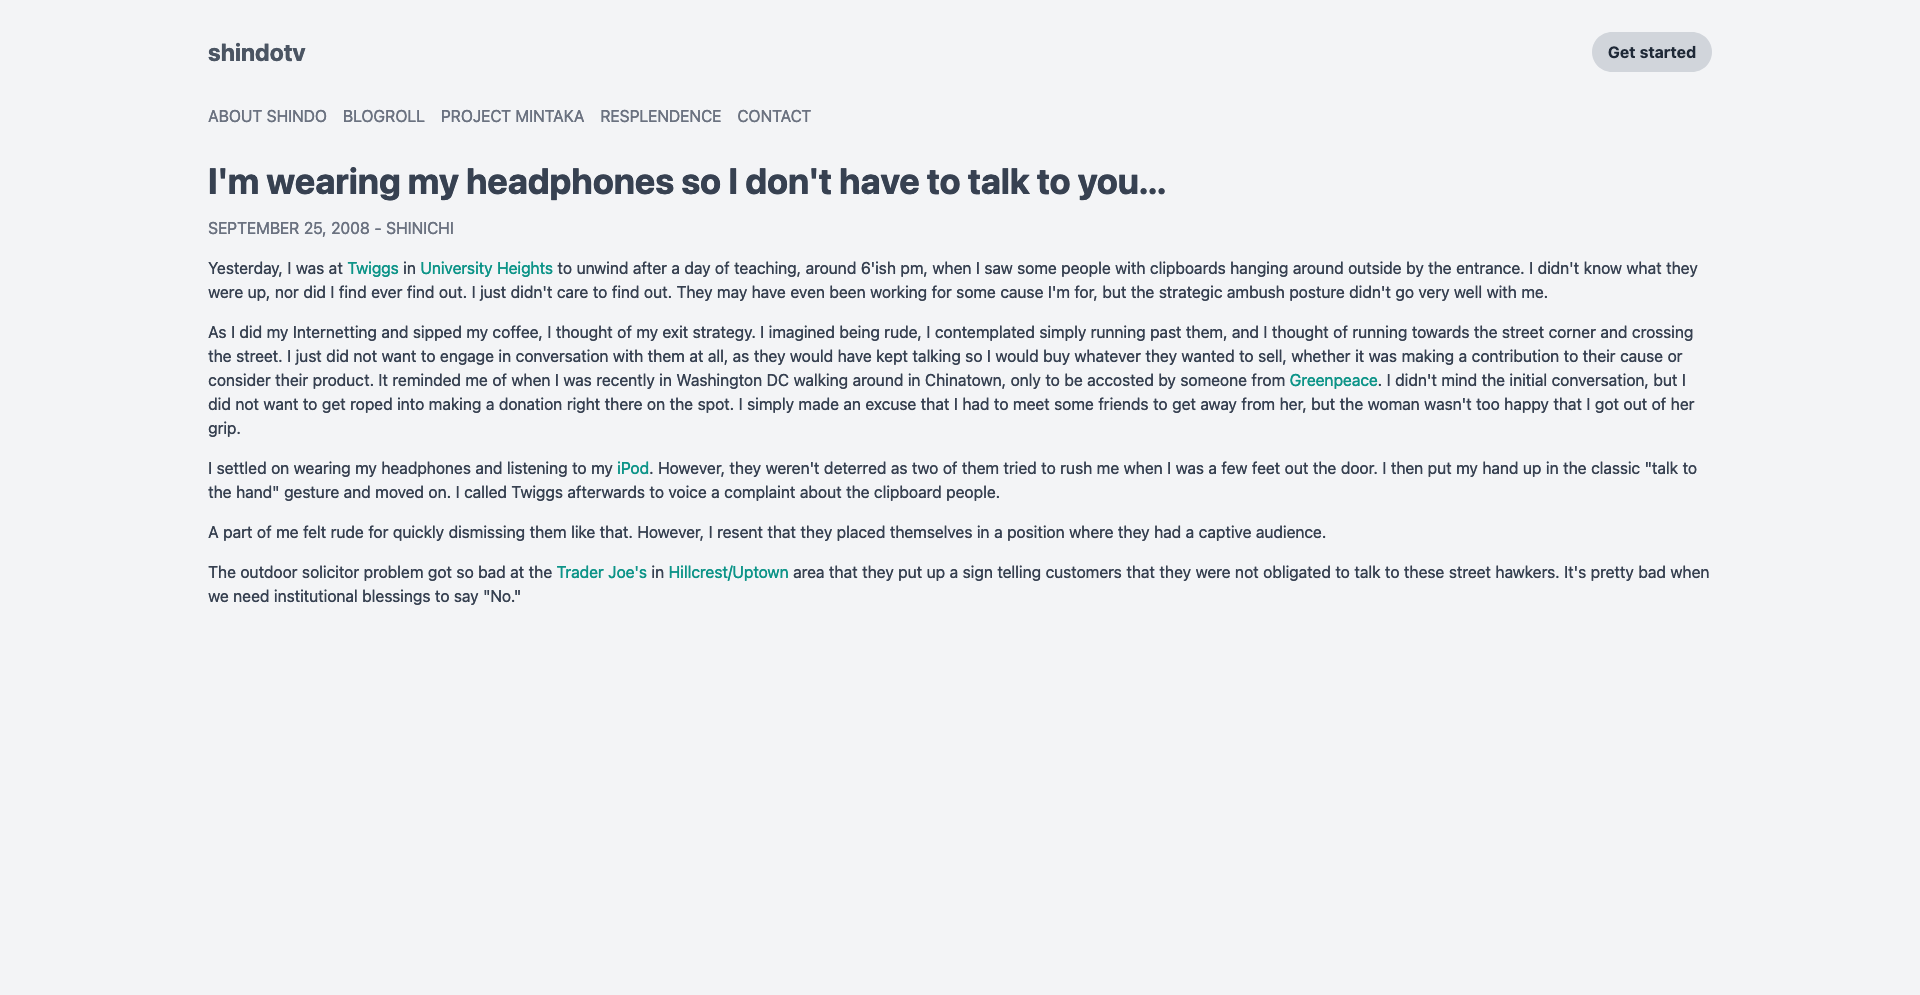 shindotv
Get started
ABOUT SHINDO BLOGROLL PROJECT MINTAKA RESPLENDENCE CONTACT
I'm wearing my headphones so I don't have to talk to you...
SEPTEMBER 25, 2008 - SHINICHI
Yesterday, I was at Twiggs in University Heights to unwind after a day of teaching, around 6'ish pm, when I saw some people with clipboards hanging around outside by the entrance. I didn't know what they
were up, nor did I find ever find out. I just didn't care to find out. They may have even been working for some cause I'm for, but the strategic ambush posture didn't go very well with me.
As I did my Internetting and sipped my coffee, I thought of my exit strategy. I imagined being rude, I contemplated simply running past them, and I thought of running towards the street corner and crossing
the street. I just did not want to engage in conversation with them at all, as they would have kept talking so I would buy whatever they wanted to sell, whether it was making a contribution to their cause or
consider their product. It reminded me of when I was recently in Washington DC walking around in Chinatown, only to be accosted by someone from Greenpeace. I didn't mind the initial conversation, but I
did not want to get roped into making a donation right there on the spot. I simply made an excuse that I had to meet some friends to get away from her, but the woman wasn't too happy that I got out of her
grip.
I settled on wearing my headphones and listening to my iPod. However, they weren't deterred as two of them tried to rush me when I was a few feet out the door. I then put my hand up in the classic "talk to
the hand" gesture and moved on. I called Twiggs afterwards to voice a complaint about the clipboard people.
A part of me felt rude for quickly dismissing them like that. However, I resent that they placed themselves in a position where they had a captive audience.
The outdoor solicitor problem got so bad at the Trader Joe's in Hillcrest/Uptown area that they put up a sign telling customers that they were not obligated to talk to these street hawkers. It's pretty bad when
we need institutional blessings to say "No."